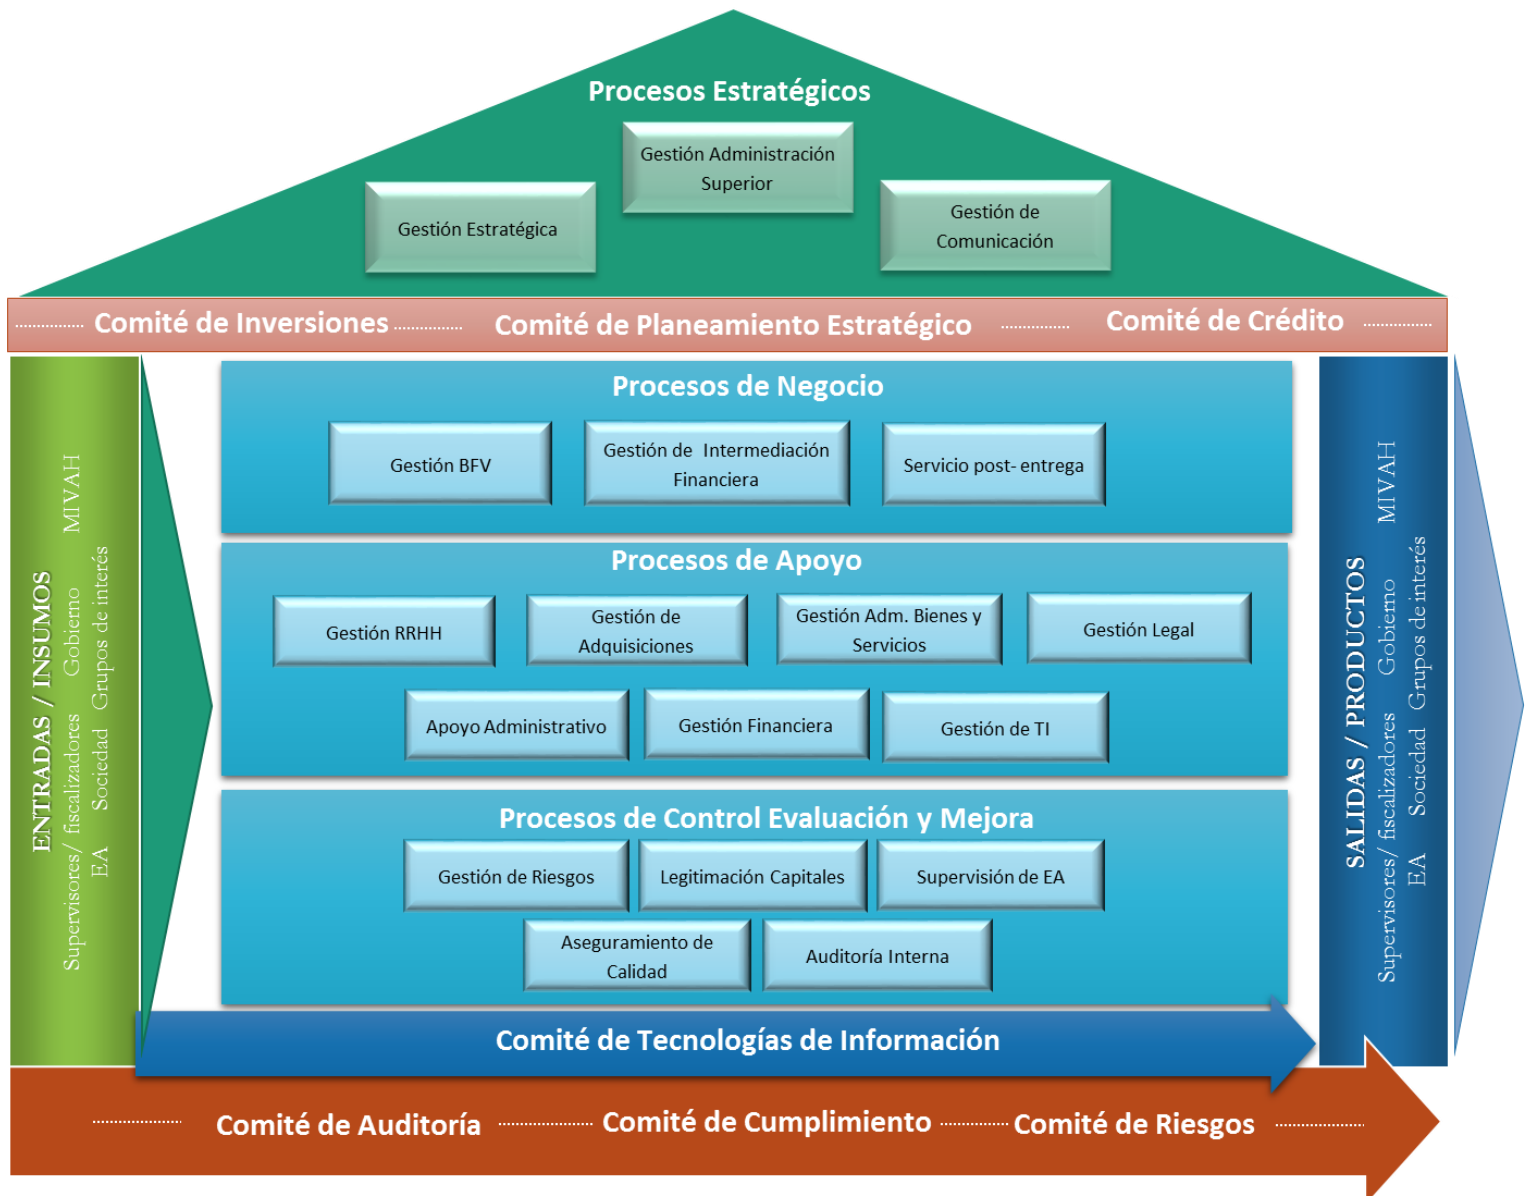 Procesos Estratégicos
Gestión Administración
Superior
Gestión Estratégica
Gestión de
Comunicación
Comité de Inversiones
Comité de Planeamiento Estratégico
Comité de Crédito
ENTRADAS / INSUMOS
Supervisores/ fiscalizadores Gobierno MIVAH
EA Sociedad Grupos de interés
Procesos de Negocio
Gestión BFV
Gestión de Intermediación
Financiera
Servicio post- entrega
Procesos de Apoyo
Gestión RRHH
Gestión de
Adquisiciones
Gestión Adm. Bienes y
Servicios
Gestión Legal
Apoyo Administrativo
Gestión Financiera
Gestión de TI
Procesos de Control Evaluación y Mejora
Gestión de Riesgos
Legitimación Capitales
Supervisión de EA
Aseguramiento de
Calidad
Auditoría Interna
SALIDAS / PRODUCTOS
Supervisores/ fiscalizadores Gobierno MIVAH
EA Sociedad Grupos de interés
Comité de Tecnologías de Información
Comité de Auditoría
Comité de Cumplimiento
Comité de Riesgos